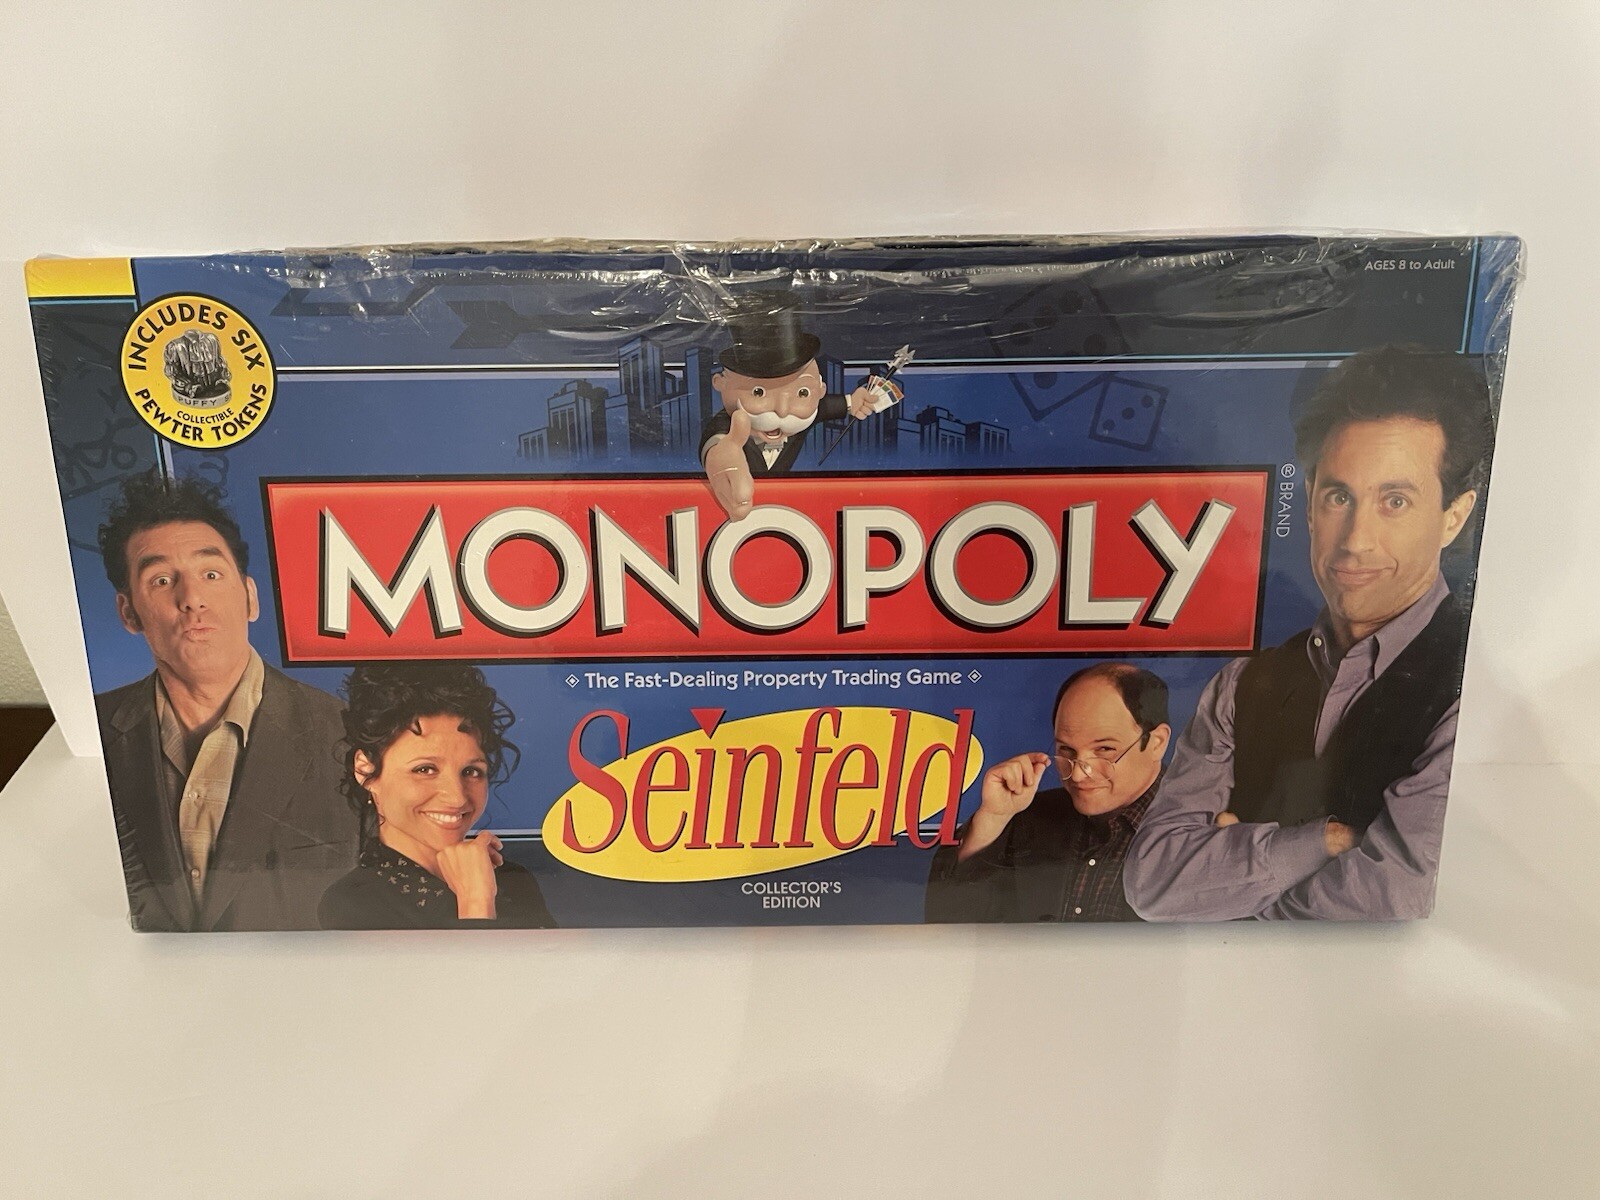 AGES 8 to Adult
INCLUDES SIX
PUFFY
COLLECTIBLE
PEWTER TOKENS
MONOPOLY
® BRAND
The Fast-Dealing Property Trading Game
Seinfeld
COLLECTOR'S
EDITION